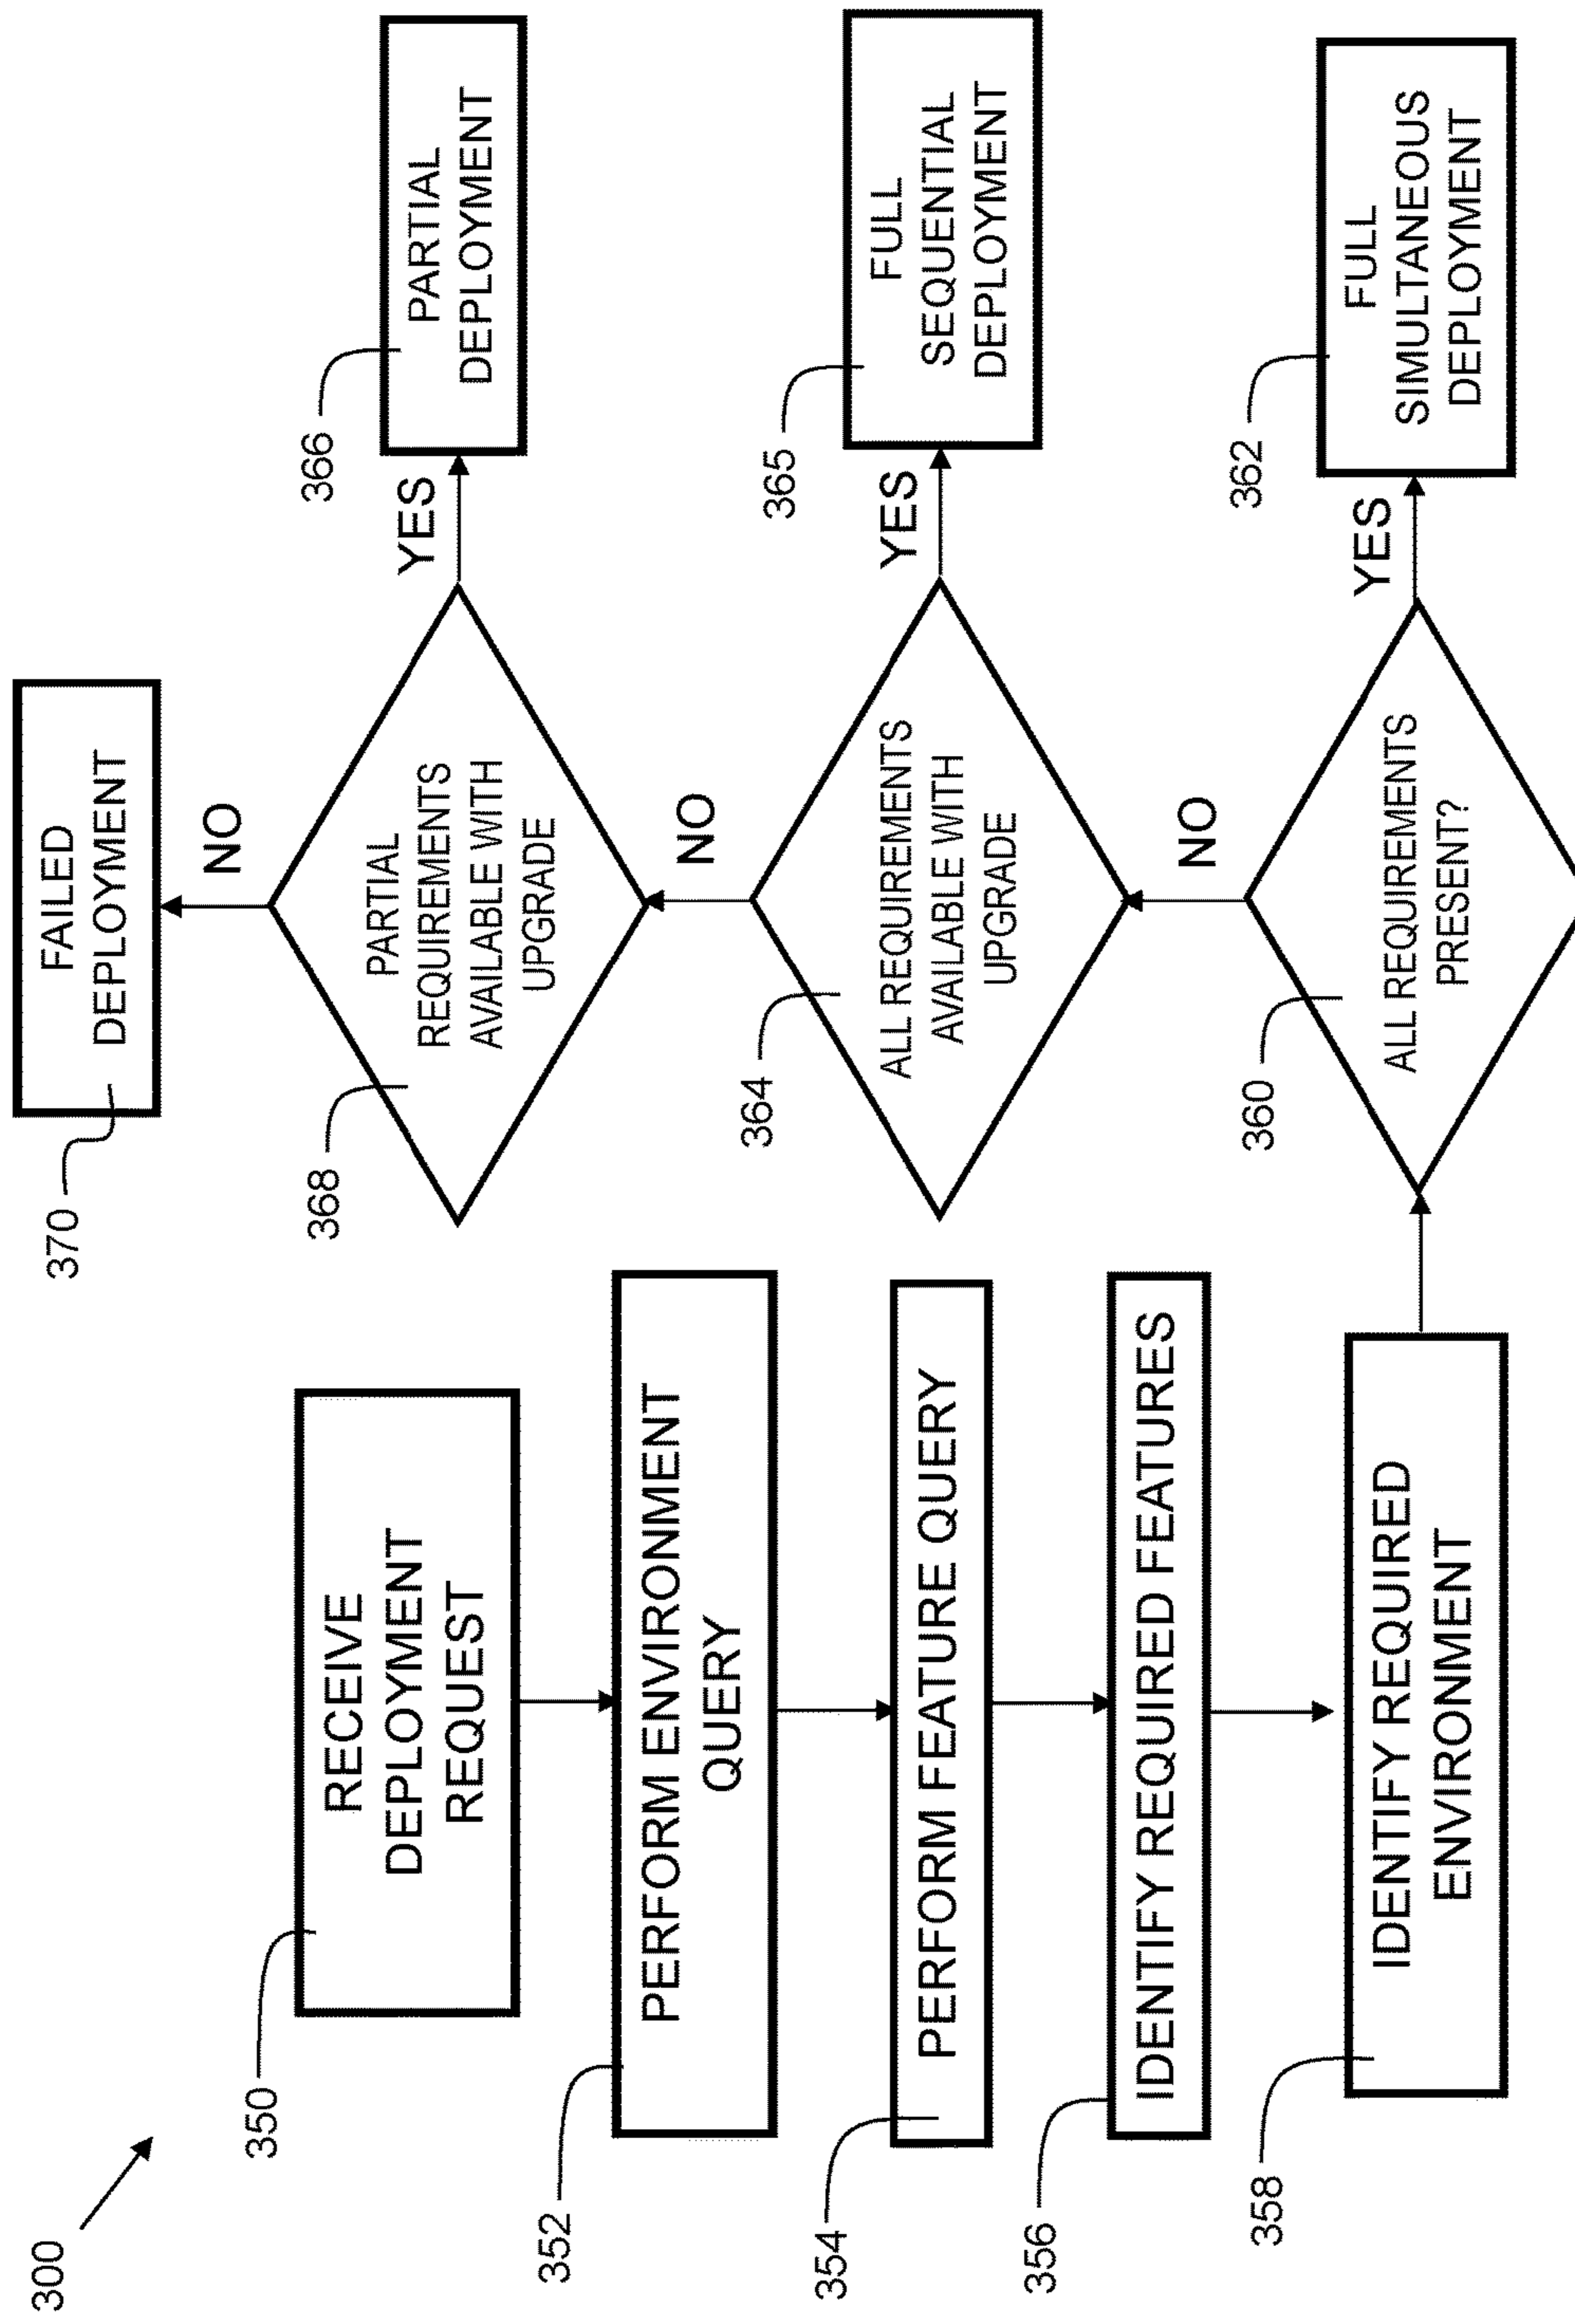 300
350
RECEIVE
DEPLOYMENT
REQUEST
352
PERFORM ENVIRONMENT
QUERY
354
PERFORM FEATURE QUERY
356
IDENTIFY REQUIRED FEATURES
358
IDENTIFY REQUIRED
ENVIRONMENT
360
ALL REQUIREMENTS
PRESENT?
YES
362
FULL
SIMULTANEOUS
DEPLOYMENT
NO
364
ALL REQUIREMENTS
AVAILABLE WITH
UPGRADE
YES
365
FULL
SEQUENTIAL
DEPLOYMENT
NO
368
PARTIAL
REQUIREMENTS
AVAILABLE WITH
UPGRADE
YES
366
PARTIAL
DEPLOYMENT
NO
370
FAILED
DEPLOYMENT